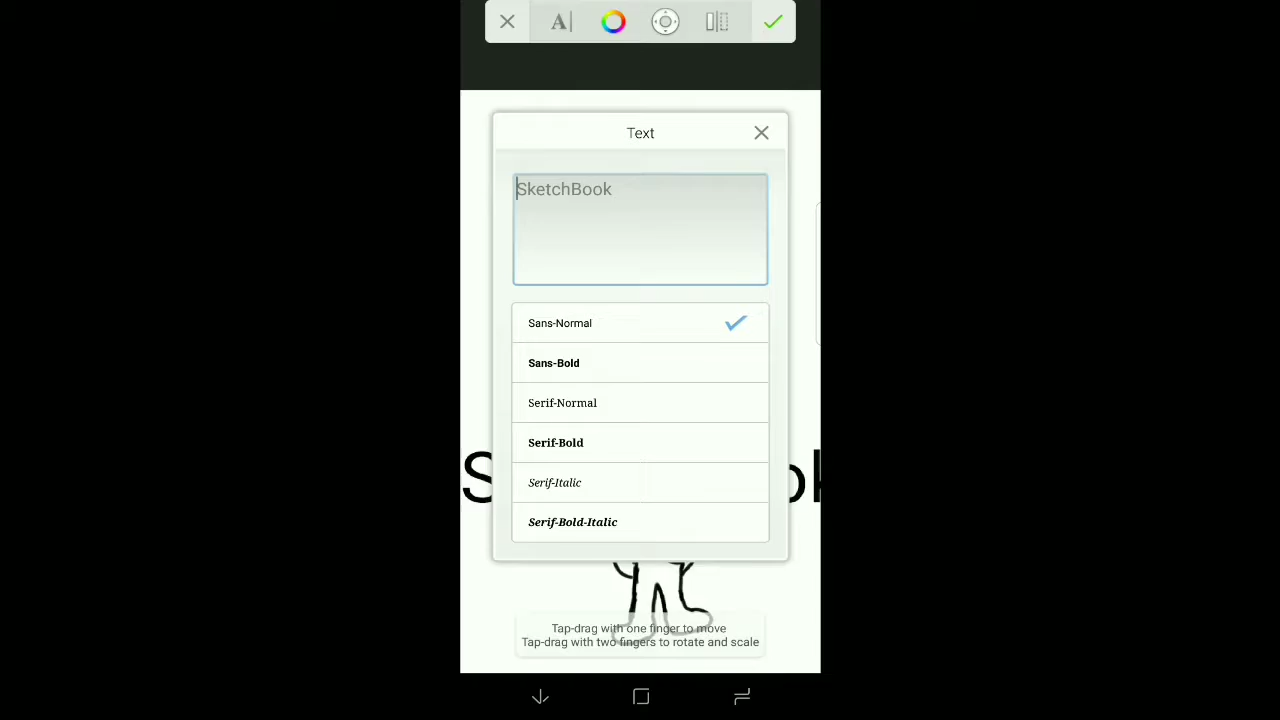 A
Text
SketchBook
Sans-Normal
Sans-Bold
Serif-Normal
Serif-Bold
Serif-Italic
Serif-Bold-Italic
S ok
Tap-drag with one finger to move
Tap-drag with two fingers to rotate and scale